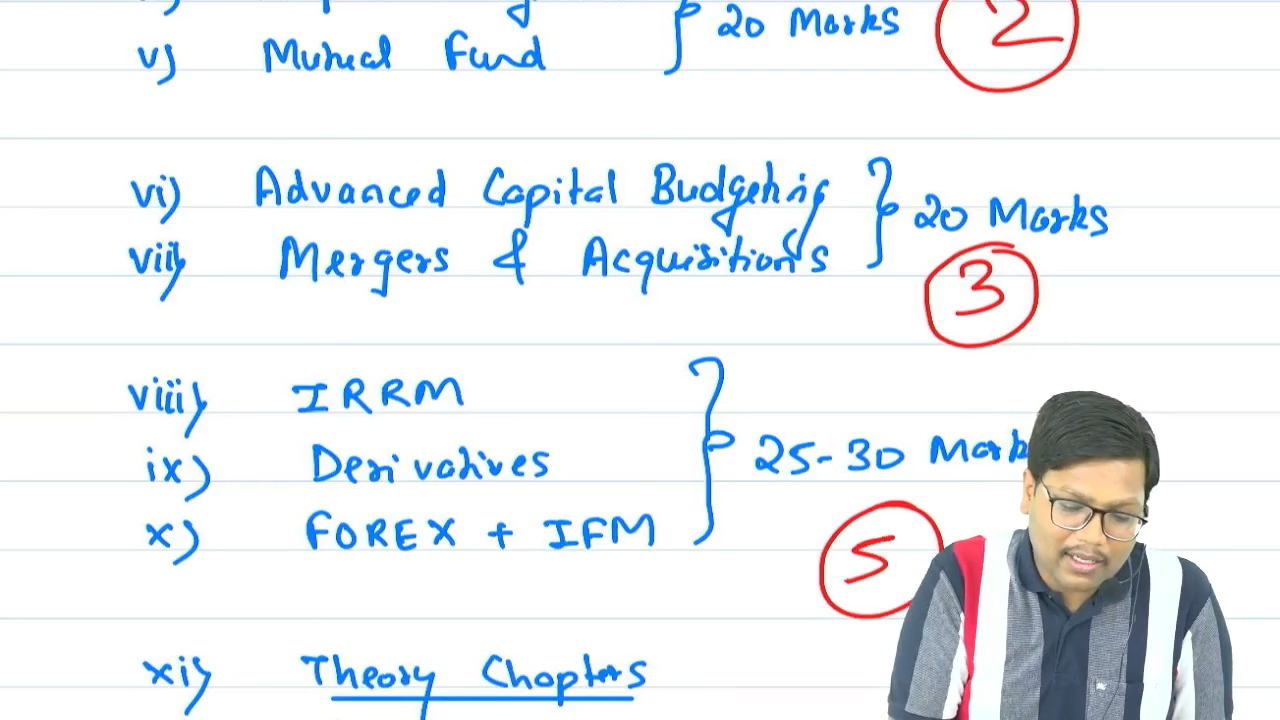 20 Marks 2
v) Mutual Fund
vi) Advanced Capital Budgeting
20 Marks
vii) Mergers & Acquisitions
3
viii) IRRM
ix) Derivatives 25-30 Mark
x) FOREX + IFM
5
xi) Theory Chapters